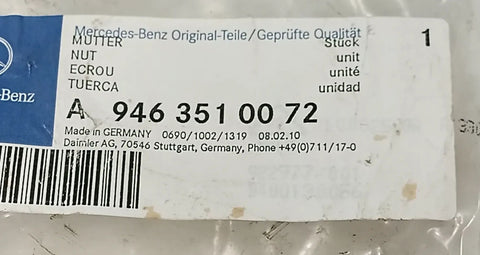 Mercedes-Benz Original-Teile/Geprüfte Qualität
MUTTER Stück 1
NUT unit
ECROU unité
TUERCA unidad
-Benz
A 946 351 00 72
Made in GERMANY 0690/1002/1319 08.02.10
Daimler AG, 70546 Stuttgart, Germany, Phone +49(0)711/17-0